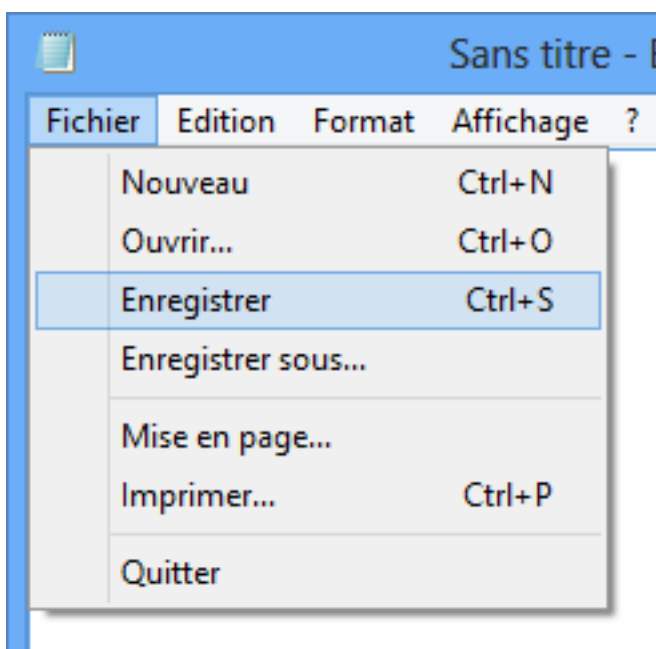 Sans titre -
Fichier Edition Format Affichage ?
Nouveau Ctrl+N
Ouvrir... Ctrl+O
Enregistrer Ctrl+S
Enregistrer sous...
Mise en page...
Imprimer... Ctrl+P
Quitter